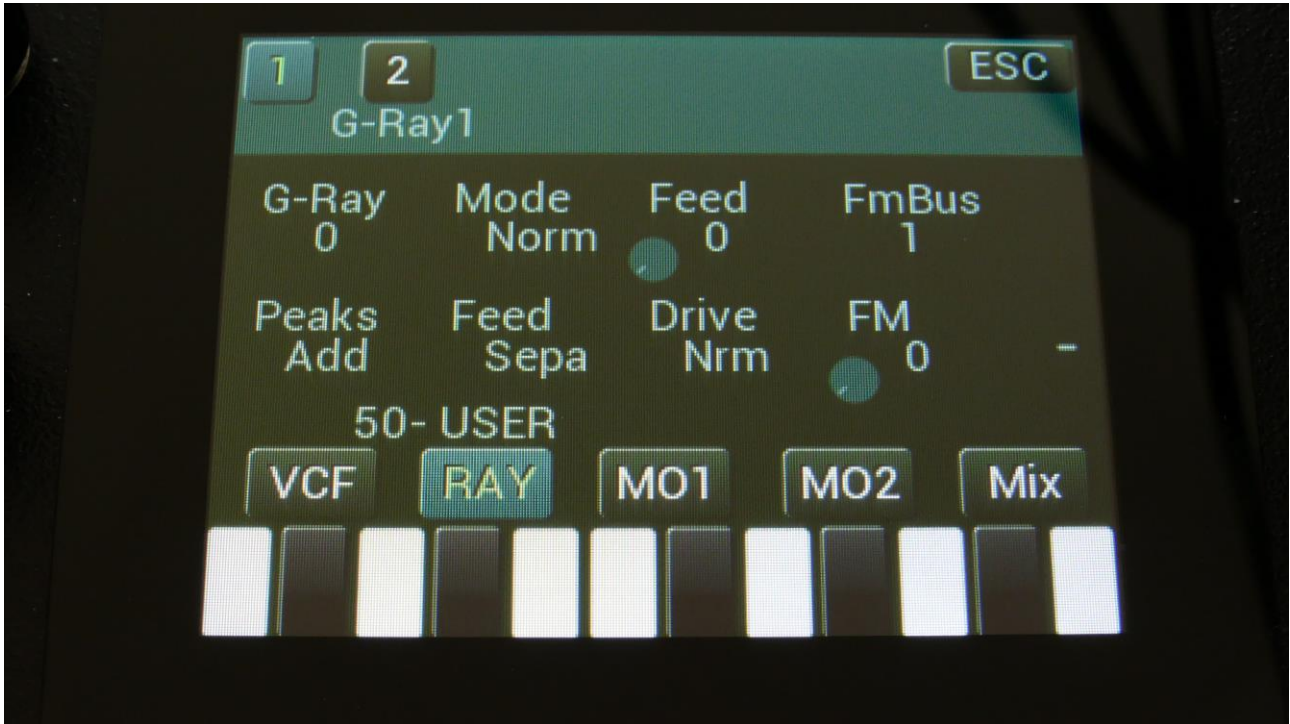 1 2 ESC
G-Ray1
G-Ray Mode Feed FmBus
0 Norm 0 1
Peaks Feed Drive FM
Add Sepa Nrm 0 -
50- USER
VCF RAY MO1 MO2 Mix